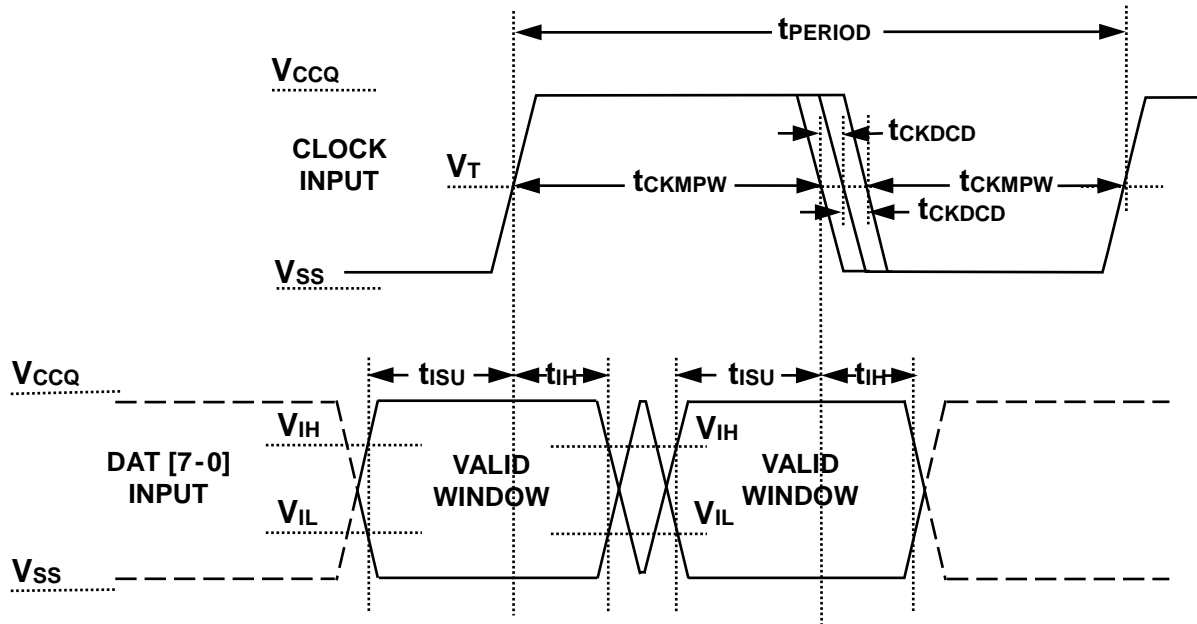 tPERIOD
VCCQ
tCKDCD
CLOCK
INPUT
VT
tCKMPW
tCKMPW
tCKDCD
VSS
VCCQ
tISU
tIH
tISU
tIH
VIH
VIH
DAT [7-0]
INPUT
VALID
WINDOW
VALID
WINDOW
VIL
VIL
VSS